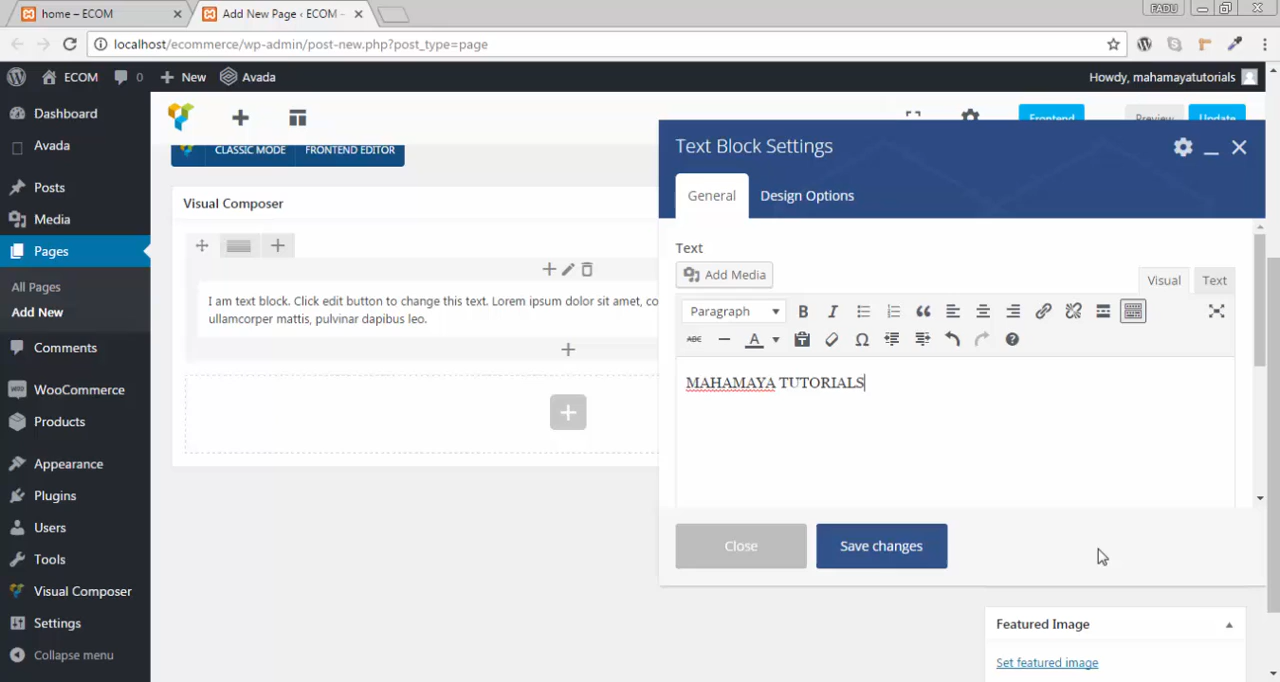 home – ECOM
Add New Page ‹ ECOM –
FADU
localhost/ecommerce/wp-admin/post-new.php?post_type=page
ECOM
0
New
Avada
Howdy, mahamayatutorials
Dashboard
Avada
Posts
Media
Pages
All Pages
Add New
Comments
WooCommerce
Products
Appearance
Plugins
Users
Tools
Visual Composer
Settings
Collapse menu
Frontend
Preview
Update
CLASSIC MODE
FRONTEND EDITOR
Visual Composer
I am text block. Click edit button to change this text. Lorem ipsum dolor sit amet, co
ullamcorper mattis, pulvinar dapibus leo.
Text Block Settings
General
Design Options
Text
Add Media
Visual
Text
Paragraph
B
I
ABC
A
MAHAMAYA TUTORIALS
Close
Save changes
Featured Image
Set featured image